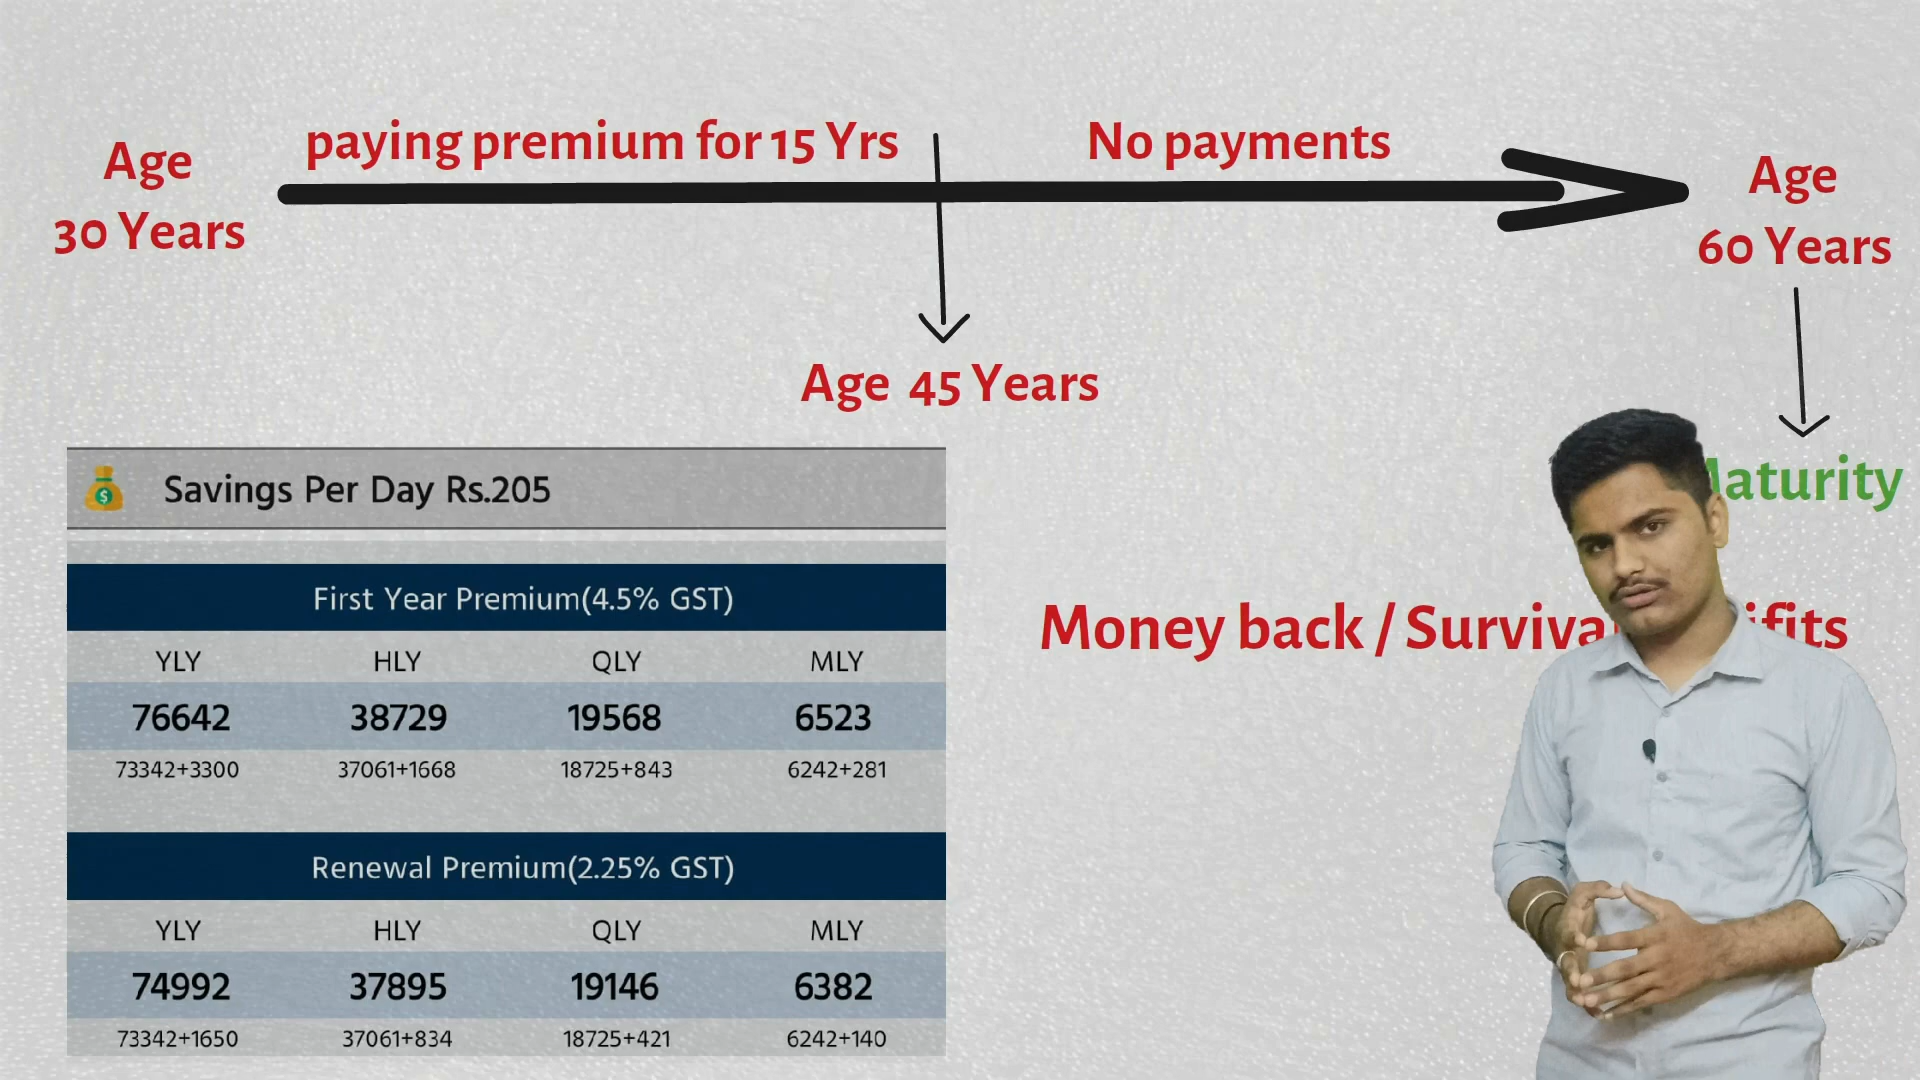 Age
30 Years
paying premium for 15 Yrs
No payments
Age
60 Years
Age 45 Years
Maturity
Savings Per Day Rs.205
First Year Premium(4.5% GST)
YLY HLY QLY MLY
76642 38729 19568 6523
73342+3300 37061+1668 18725+843 6242+281
Money back /
Renewal Premium(2.25% GST)
YLY HLY QLY MLY
74992 37895 19146 6382
73342+1650 37061+834 18725+421 6242+140